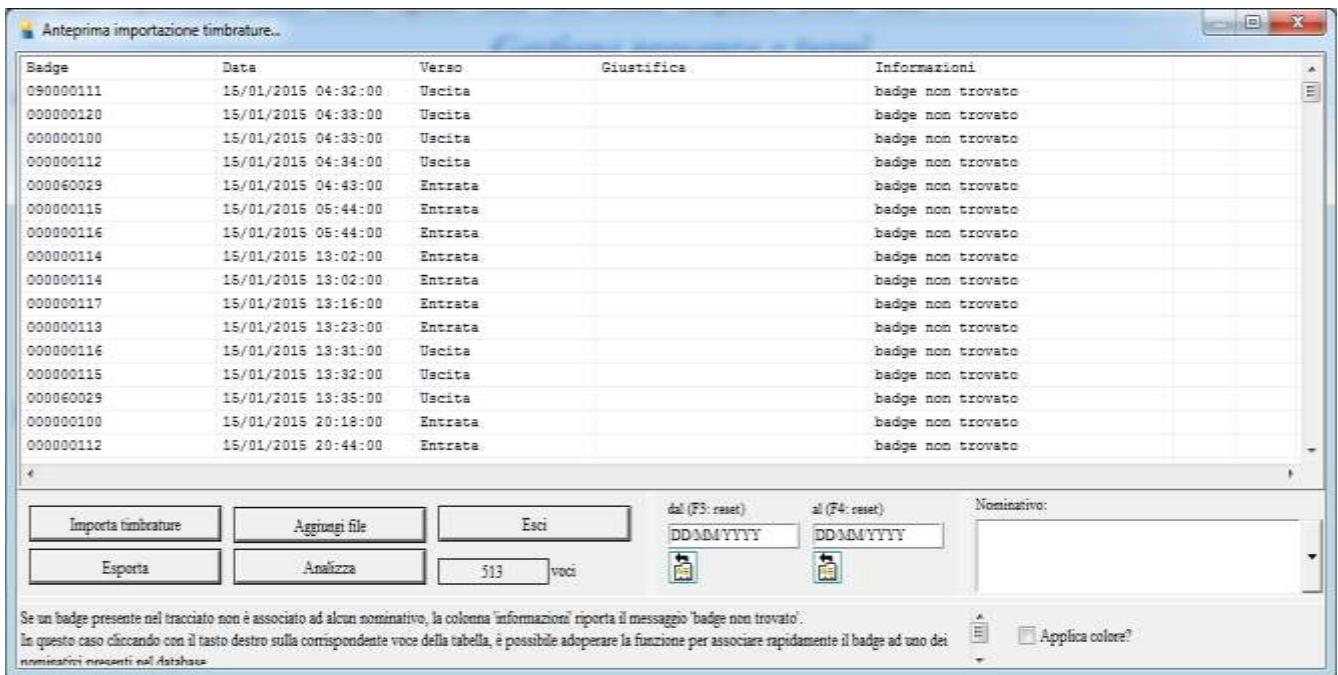 Anteprima importazione timbrature...
Badge Data Verso Giustifica Informazioni
090000111 15/01/2015 04:32:00 Uscita badge non trovato
000000120 15/01/2015 04:33:00 Uscita badge non trovato
000000100 15/01/2015 04:33:00 Uscita badge non trovato
000000112 15/01/2015 04:34:00 Uscita badge non trovato
000060029 15/01/2015 04:43:00 Entrata badge non trovato
000000115 15/01/2015 05:44:00 Entrata badge non trovato
000000116 15/01/2015 05:44:00 Entrata badge non trovato
000000114 15/01/2015 13:02:00 Entrata badge non trovato
000000114 15/01/2015 13:02:00 Entrata badge non trovato
000000117 15/01/2015 13:16:00 Entrata badge non trovato
000000113 15/01/2015 13:23:00 Entrata badge non trovato
000000116 15/01/2015 13:31:00 Uscita badge non trovato
000000115 15/01/2015 13:32:00 Uscita badge non trovato
000060029 15/01/2015 13:35:00 Uscita badge non trovato
000000100 15/01/2015 20:18:00 Entrata badge non trovato
000000112 15/01/2015 20:44:00 Entrata badge non trovato
Importa timbrature Aggiungi file Esci
dal (F3: reset) al (F4: reset) Nominativo:
DD/MM/YYYY DD/MM/YYYY
Esporta Analizza 513 voci
Se un badge presente nel tracciato non è associato ad alcun nominativo, la colonna 'informazioni' riporta il messaggio 'badge non trovato'.
In questo caso cliccando con il tasto destro sulla corrispondente voce della tabella, è possibile adoperare la funzione per associare rapidamente il badge ad uno dei
nominativi presenti nel database
Applica colore?